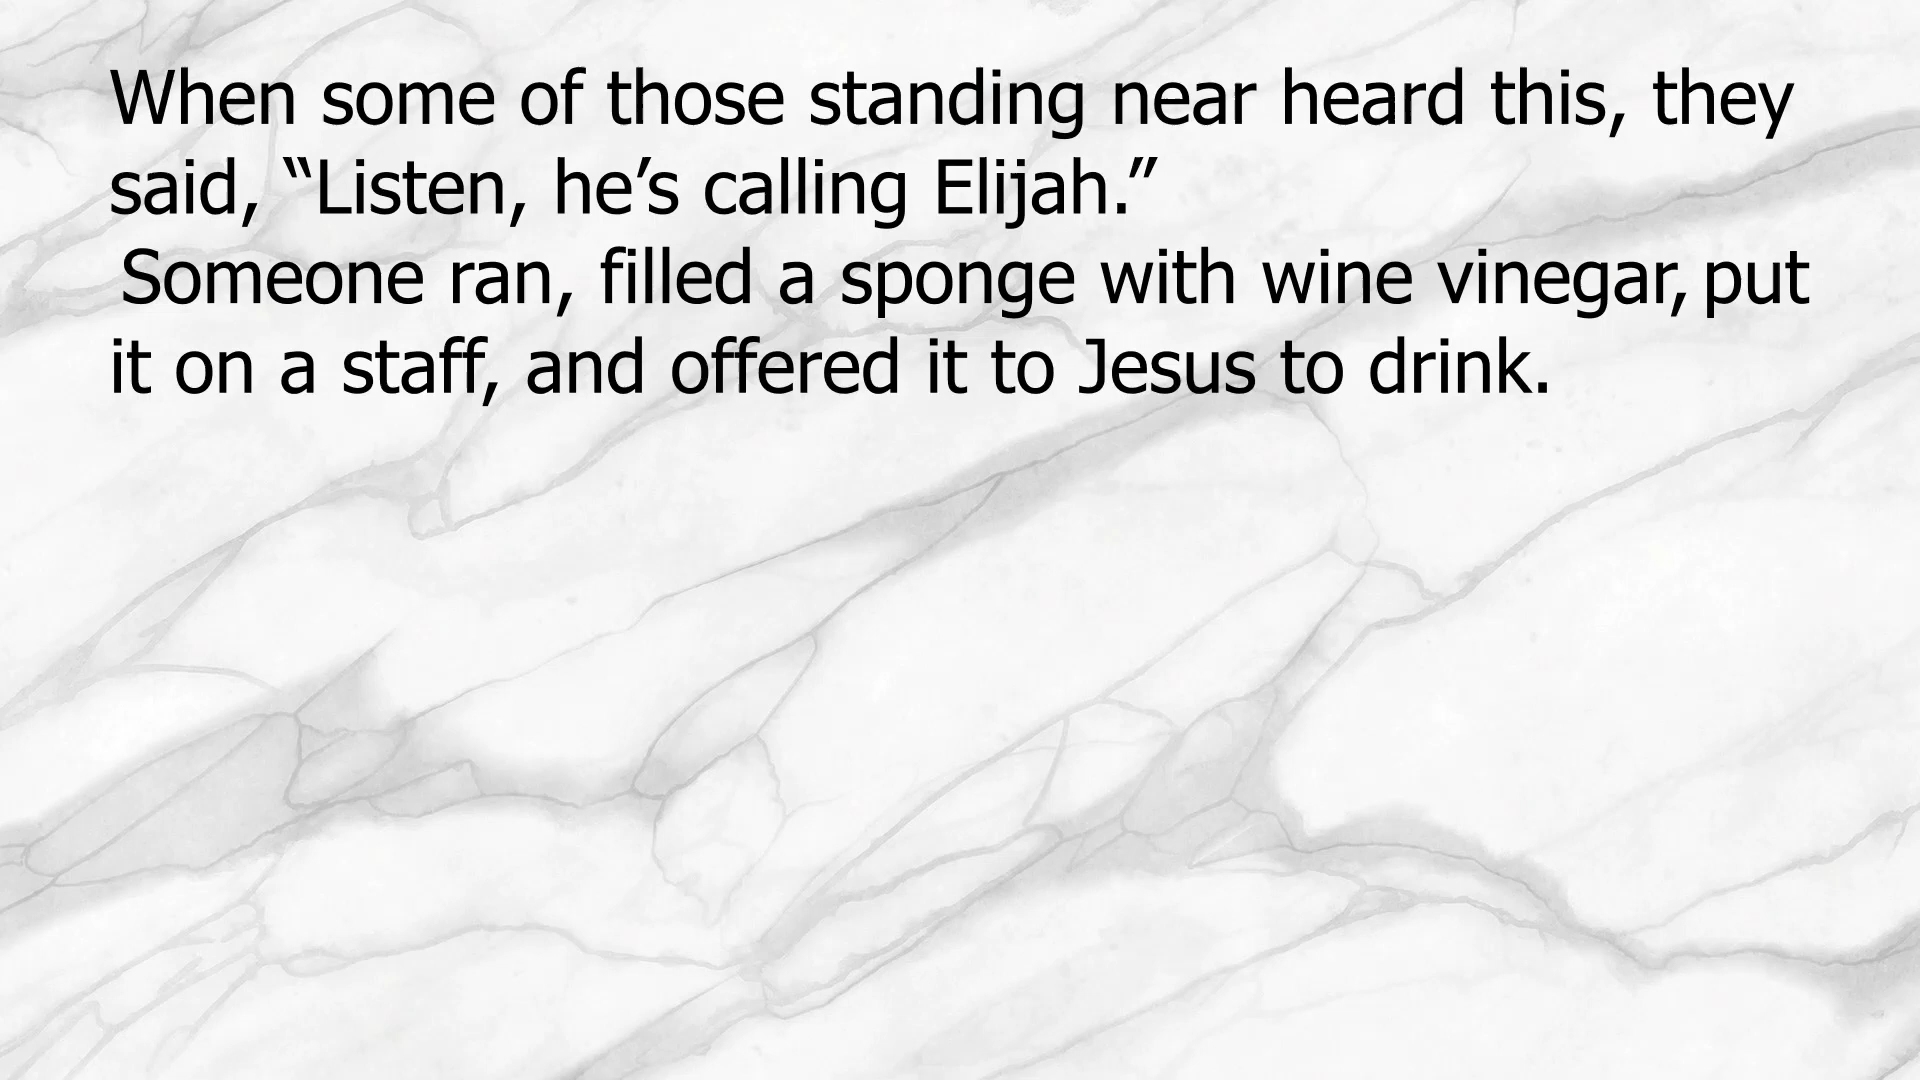 When some of those standing near heard this, they
said, “Listen, he’s calling Elijah.”
Someone ran, filled a sponge with wine vinegar, put
it on a staff, and offered it to Jesus to drink.